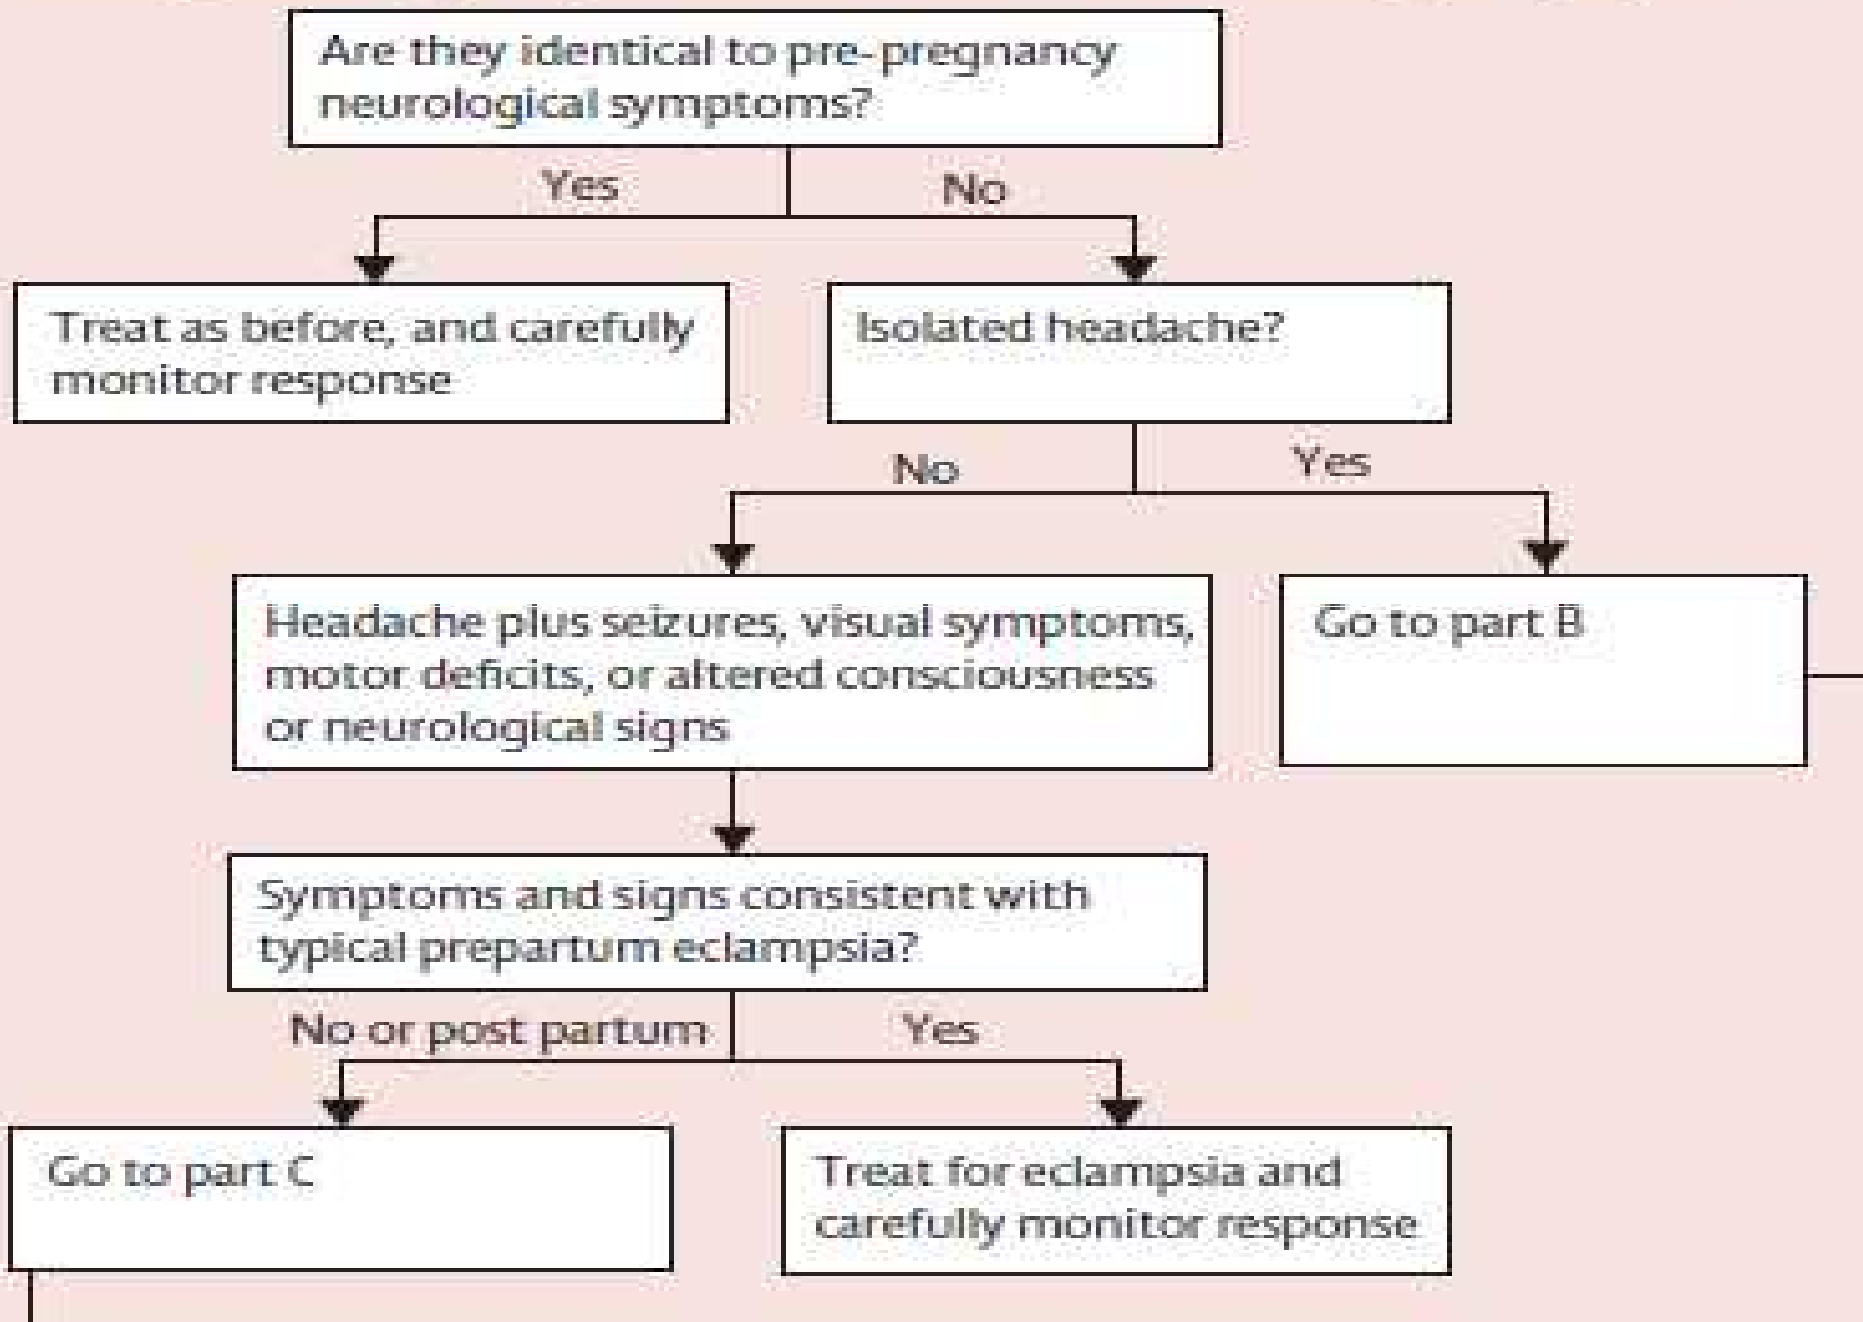 Are they identical to pre-pregnancy
neurological symptoms?
Yes
No
Treat as before, and carefully
monitor response
Isolated headache?
No
Yes
Headache plus seizures, visual symptoms,
motor deficits, or altered consciousness
or neurological signs
Go to part B
Symptoms and signs consistent with
typical prepartum eclampsia?
No or post partum
Yes
Go to part C
Treat for eclampsia and
carefully monitor response